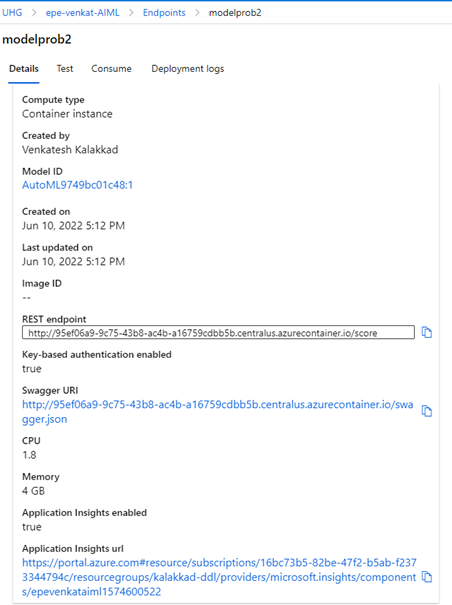 UHG > epe-venkat-AIML > Endpoints > modelprob2
modelprob2
Details Test Consume Deployment logs
Compute type
Container instance
Created by
Venkatesh Kalakkad
Model ID
AutoML9749bc01c48:1
Created on
Jun 10, 2022 5:12 PM
Last updated on
Jun 10, 2022 5:12 PM
Image ID
--
REST endpoint
http://95ef06a9-9c75-43b8-ac4b-a16759cdbb5b.centralus.azurecontainer.io/score
Key-based authentication enabled
true
Swagger URI
http://95ef06a9-9c75-43b8-ac4b-a16759cdbb5b.centralus.azurecontainer.io/swa
gger.json
CPU
1.8
Memory
4 GB
Application Insights enabled
true
Application Insights url
https://portal.azure.com#resource/subscriptions/16bc73b5-82be-47f2-b5ab-f237
3344794c/resourcegroups/kalakkad-ddl/providers/microsoft.insights/component
s/epevenkataiml1574600522